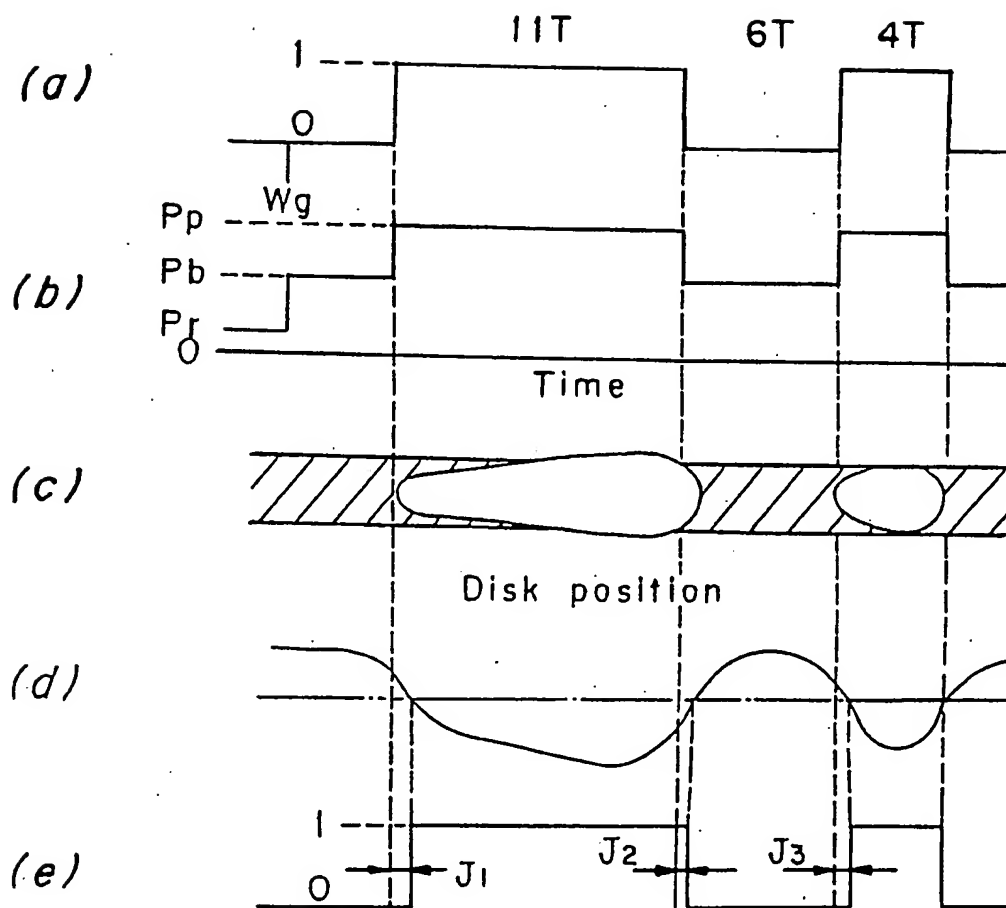 11T 6T 4T
(a) 1
0
Wg
Pp
(b) Pb
Pr
0
Time
(c)
Disk position
(d)
1
(e) 0 J1 J2 J3